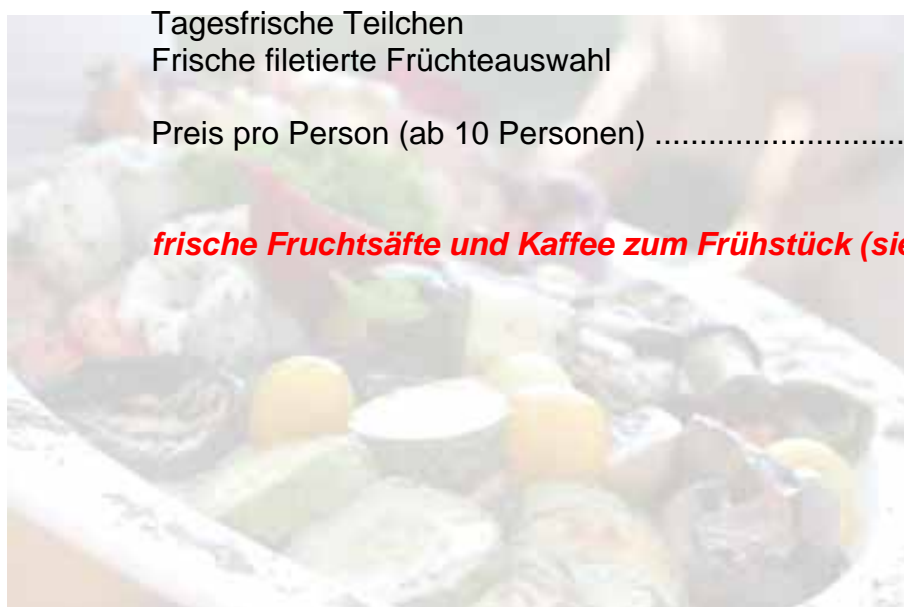 Tagesfrische Teilchen
Frische filetierte Früchteauswahl
Preis pro Person (ab 10 Personen) ............................
frische Fruchtsäfte und Kaffee zum Frühstück (sie